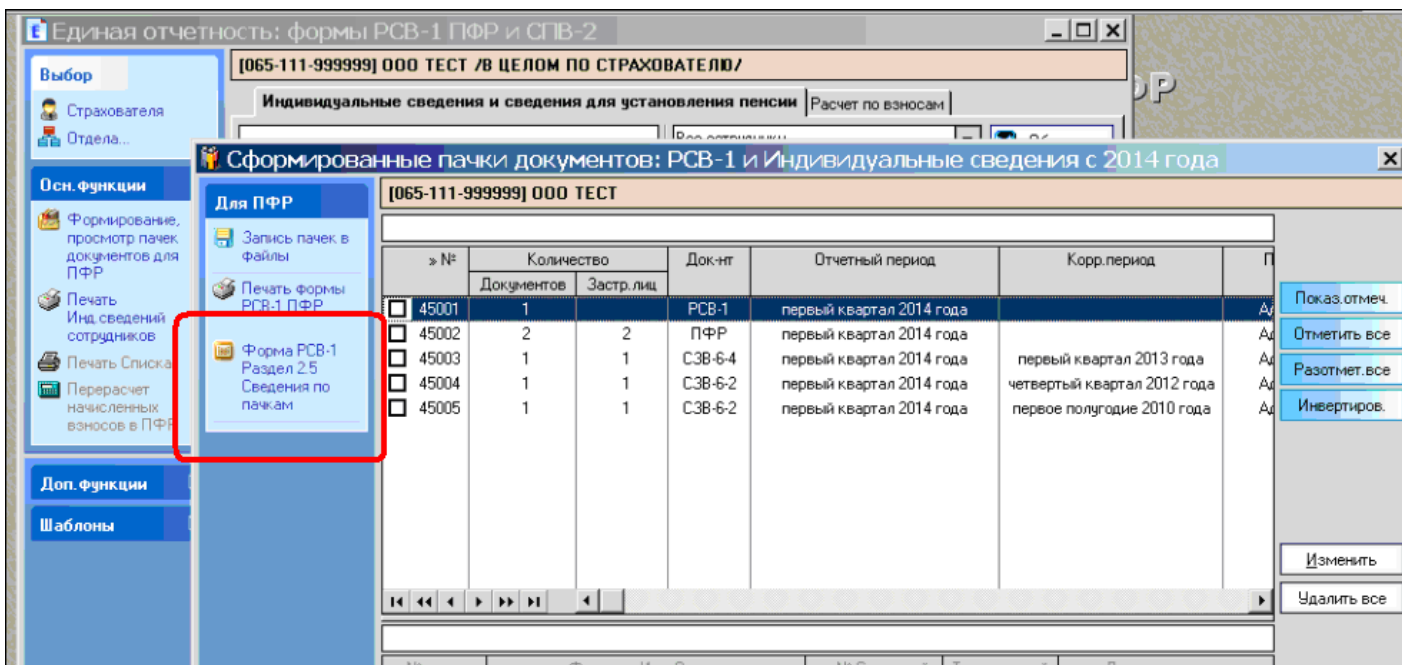 Единая отчетность: формы РСВ-1 ПФР и СПВ-2
Выбор
Страхователя
Отдела...
[065-111-999999] ООО ТЕСТ /В ЦЕЛОМ ПО СТРАХОВАТЕЛЮ/
Индивидуальные сведения и сведения для установления пенсии
Расчет по взносам
Осн.функции
Формирование,
просмотр пачек
документов для
ПФР
Печать
Инд.сведений
сотрудников
Печать Списка
Перерасчет
начисленных
взносов в ПФР
Доп.функции
Шаблоны
Сформированные пачки документов: РСВ-1 и Индивидуальные сведения с 2014 года
Для ПФР
Запись пачек в
файлы
Печать формы
РСВ-1 ПФР
Форма РСВ-1
Раздел 2.5
Сведения по
пачкам
[065-111-999999] ООО ТЕСТ
» № Количество Док-нт Отчетный период Корр.период П
Документов Застр.лиц
45001 1 РСВ-1 первый квартал 2014 года
45002 2 2 ПФР первый квартал 2014 года
45003 1 1 СЗВ-6-4 первый квартал 2014 года первый квартал 2013 года
45004 1 1 СЗВ-6-2 первый квартал 2014 года четвертый квартал 2012 года
45005 1 1 СЗВ-6-2 первый квартал 2014 года первое полугодие 2010 года
Показ.отмеч.
Отметить все
Разотмет.все
Инвертиров.
Изменить
Удалить все